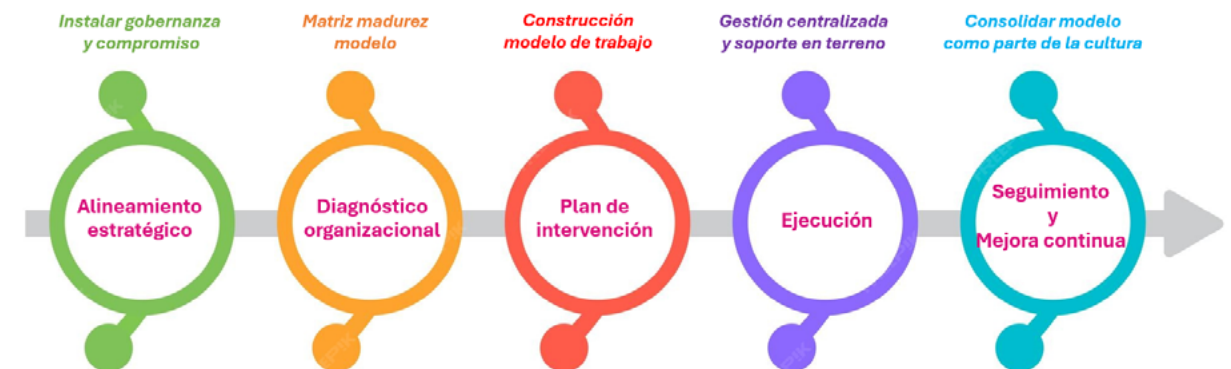 Instalar gobernanza
y compromiso
Matriz madurez
modelo
Construcción
modelo de trabajo
Gestión centralizada
y soporte en terreno
Consolidar modelo
como parte de la cultura
Alineamiento
estratégico
Diagnóstico
organizacional
Plan de
intervención
Ejecución
Seguimiento
y
Mejora continua